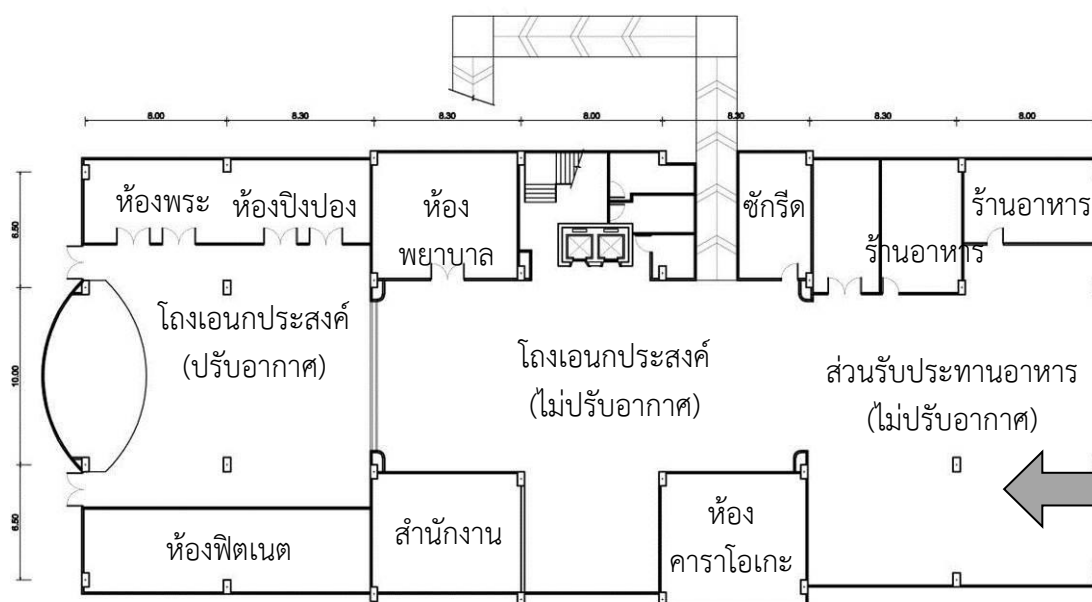 8.00 8.30 8.30 8.00 8.30 8.30 8.00
6.50
10.00
6.50
ห้องพระ
ห้องปิงปอง
ห้อง
พยาบาล
ซักรีด
ร้านอาหาร
ร้านอาหาร
โถงเอนกประสงค์
(ปรับอากาศ)
โถงเอนกประสงค์
(ไม่ปรับอากาศ)
ส่วนรับประทานอาหาร
(ไม่ปรับอากาศ)
ห้องฟิตเนต
สำนักงาน
ห้อง
คาราโอเกะ